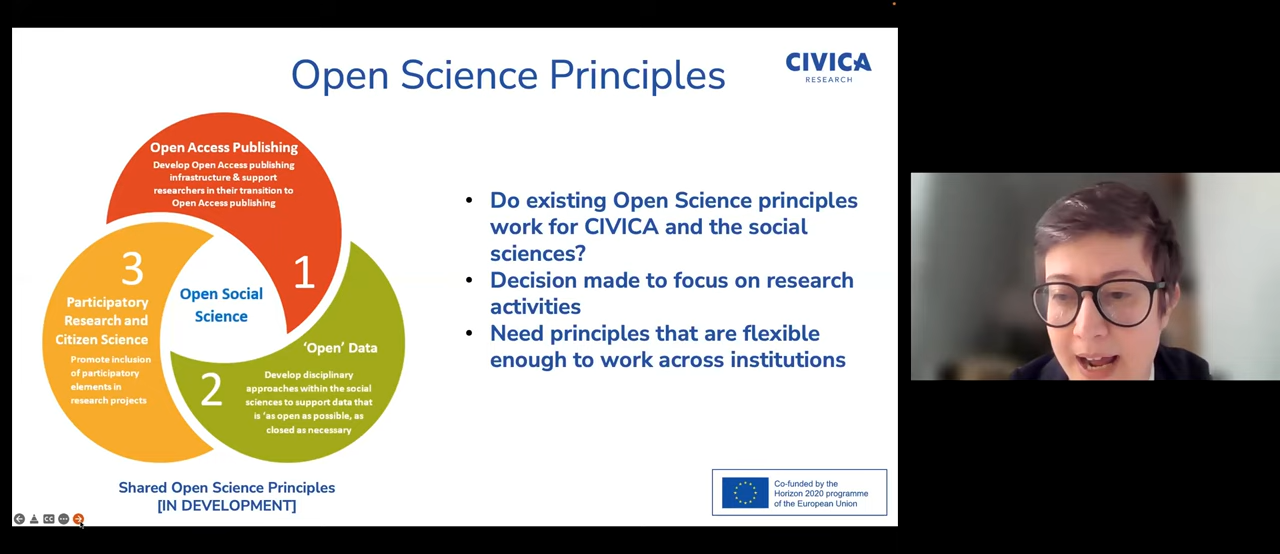 Open Science Principles
CIVICA
RESEARCH
Open Access Publishing
Develop Open Access publishing
infrastructure & support
researchers in their transition to
Open Access publishing
1
3
Participatory
Research and
Citizen Science
Promote inclusion
of participatory
elements in
research projects
Open Social
Science
'Open' Data
2
Develop disciplinary
approaches within the social
sciences to support data that
is 'as open as possible, as
closed as necessary
Shared Open Science Principles
[IN DEVELOPMENT]
• Do existing Open Science principles
work for CIVICA and the social
sciences?
• Decision made to focus on research
activities
• Need principles that are flexible
enough to work across institutions
Co-funded by the
Horizon 2020 programme
of the European Union
CC